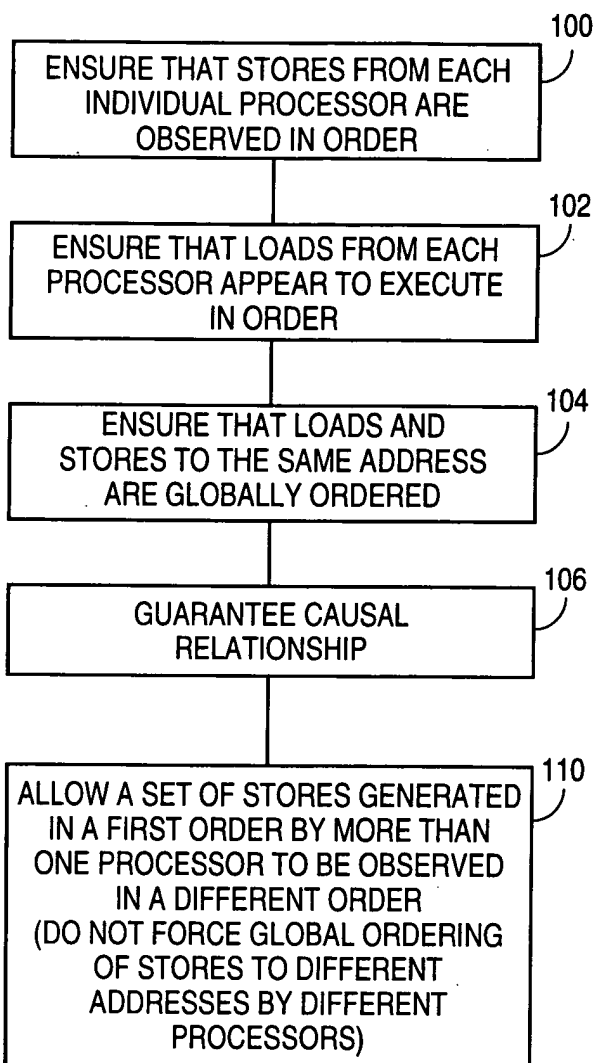 100
ENSURE THAT STORES FROM EACH
INDIVIDUAL PROCESSOR ARE
OBSERVED IN ORDER
102
ENSURE THAT LOADS FROM EACH
PROCESSOR APPEAR TO EXECUTE
IN ORDER
104
ENSURE THAT LOADS AND
STORES TO THE SAME ADDRESS
ARE GLOBALLY ORDERED
106
GUARANTEE CAUSAL
RELATIONSHIP
110
ALLOW A SET OF STORES GENERATED
IN A FIRST ORDER BY MORE THAN
ONE PROCESSOR TO BE OBSERVED
IN A DIFFERENT ORDER
(DO NOT FORCE GLOBAL ORDERING
OF STORES TO DIFFERENT
ADDRESSES BY DIFFERENT
PROCESSORS)